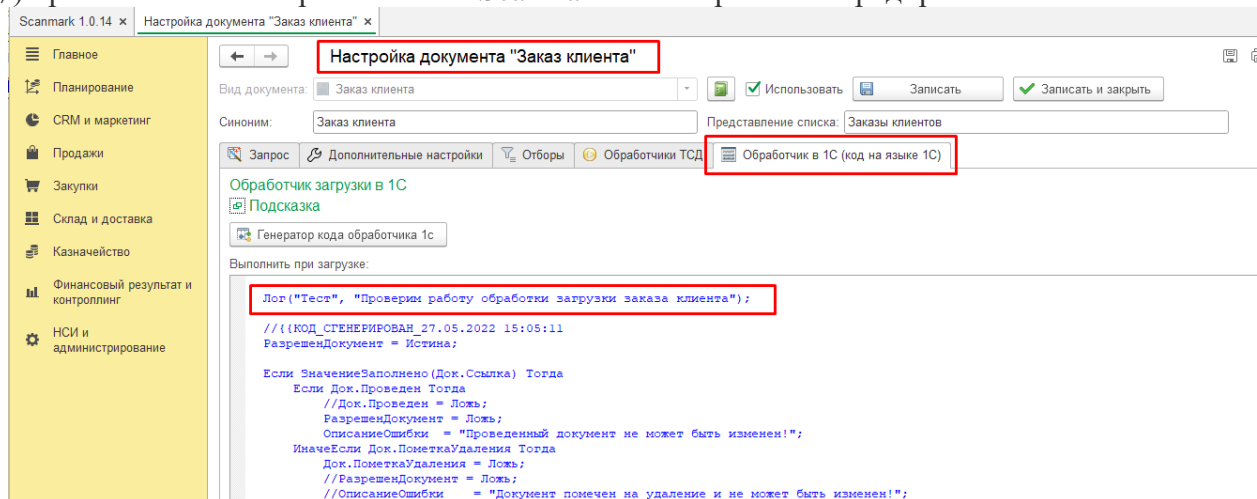 Scanmark 1.0.14 × Настройка документа "Заказ клиента" ×
Главное
Планирование
CRM и маркетинг
Продажи
Закупки
Склад и доставка
Казначейство
Финансовый результат и
контроллинг
НСИ и
администрирование
Настройка документа "Заказ клиента"
Вид документа: Заказ клиента Использовать Записать Записать и закрыть
Синоним: Заказ клиента Представление списка: Заказы клиентов
Запрос Дополнительные настройки Отборы Обработчики ТСД Обработчик в 1С (код на языке 1С)
Обработчик загрузки в 1С
Подсказка
Генератор кода обработчика 1с
Выполнить при загрузке:
Лог("Тест", "Проверим работу обработки загрузки заказа клиента");
//{{КОД_СГЕНЕРИРОВАН_27.05.2022 15:05:11
РазрешенДокумент = Истина;
Если ЗначениеЗаполнено(Док.Ссылка) Тогда
Если Док.Проведен Тогда
//Док.Проведен = Ложь;
РазрешенДокумент = Ложь;
ОписаниеОшибки = "Проведенный документ не может быть изменен!";
ИначеЕсли Док.ПометкаУдаления Тогда
Док.ПометкаУдаления = Ложь;
//РазрешенДокумент = Ложь;
//ОписаниеОшибки = "Документ помечен на удаление и не может быть изменен!";